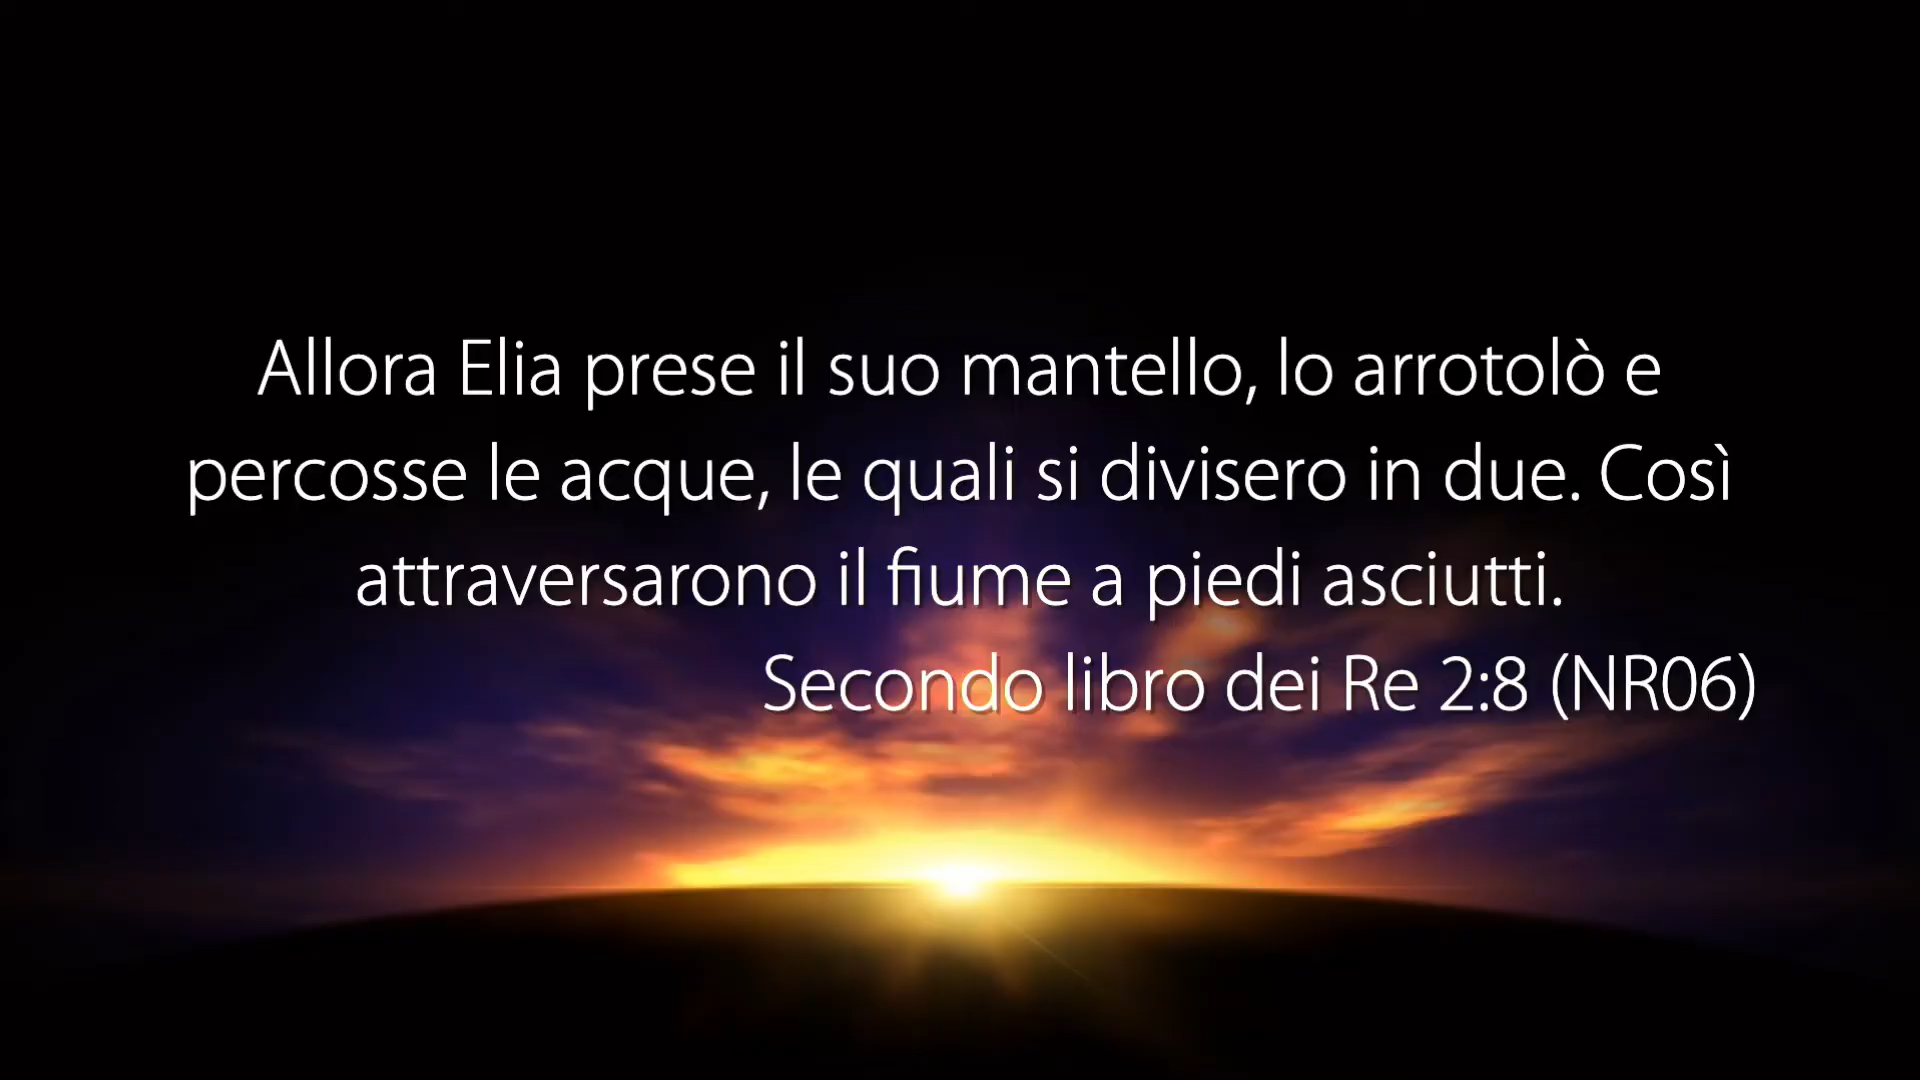 Allora Elia prese il suo mantello, lo arrotolò e
percosse le acque, le quali si divisero in due. Così
attraversarono il fiume a piedi asciutti.
Secondo libro dei Re 2:8 (NR06)